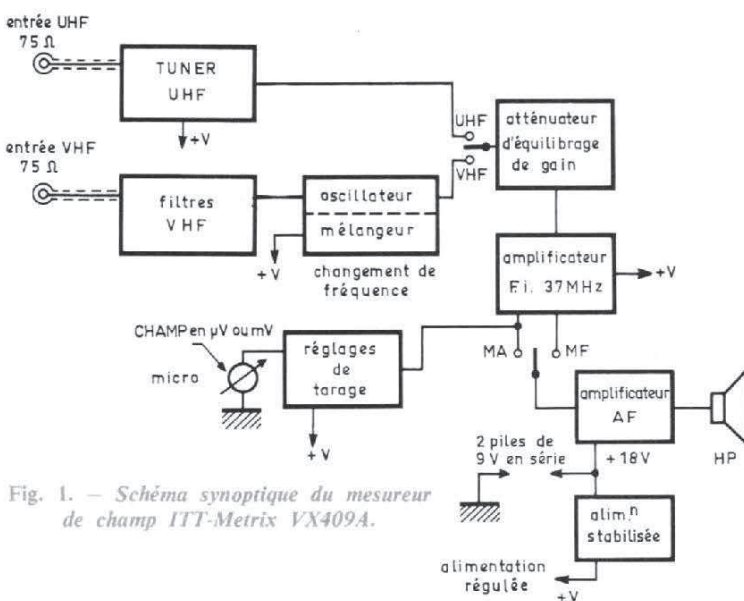 entrée UHF
75 Ω
TUNER
UHF
+V
entrée VHF
75 Ω
filtres
VHF
oscillateur
mélangeur
+V
changement de
fréquence
UHF
VHF
atténuateur
d'équilibrage
de gain
amplificateur
F.i. 37MHz
+V
MA
MF
CHAMP en µV ou mV
micro
réglages
de
tarage
+V
amplificateur
AF
HP
2 piles de
9 V en série
+18V
alim.n
stabilisée
alimentation
régulée
+V
Fig. 1. — Schéma synoptique du mesureur
de champ ITT-Metrix VX409A.